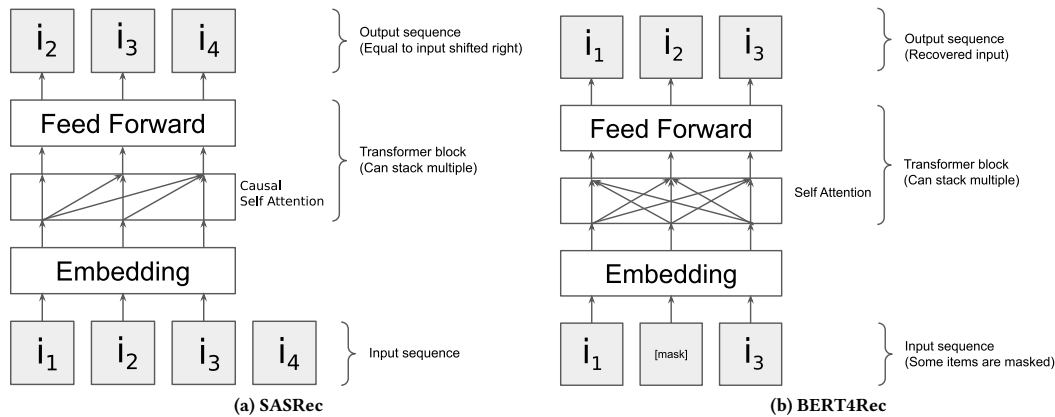 i2 i3 i4
Output sequence
(Equal to input shifted right)
Feed Forward
Transformer block
(Can stack multiple)
Causal
Self Attention
Embedding
i1 i2 i3 i4
Input sequence
(a) SASRec
i1 i2 i3
Output sequence
(Recovered input)
Feed Forward
Transformer block
(Can stack multiple)
Self Attention
Embedding
i1 [mask] i3
Input sequence
(Some items are masked)
(b) BERT4Rec